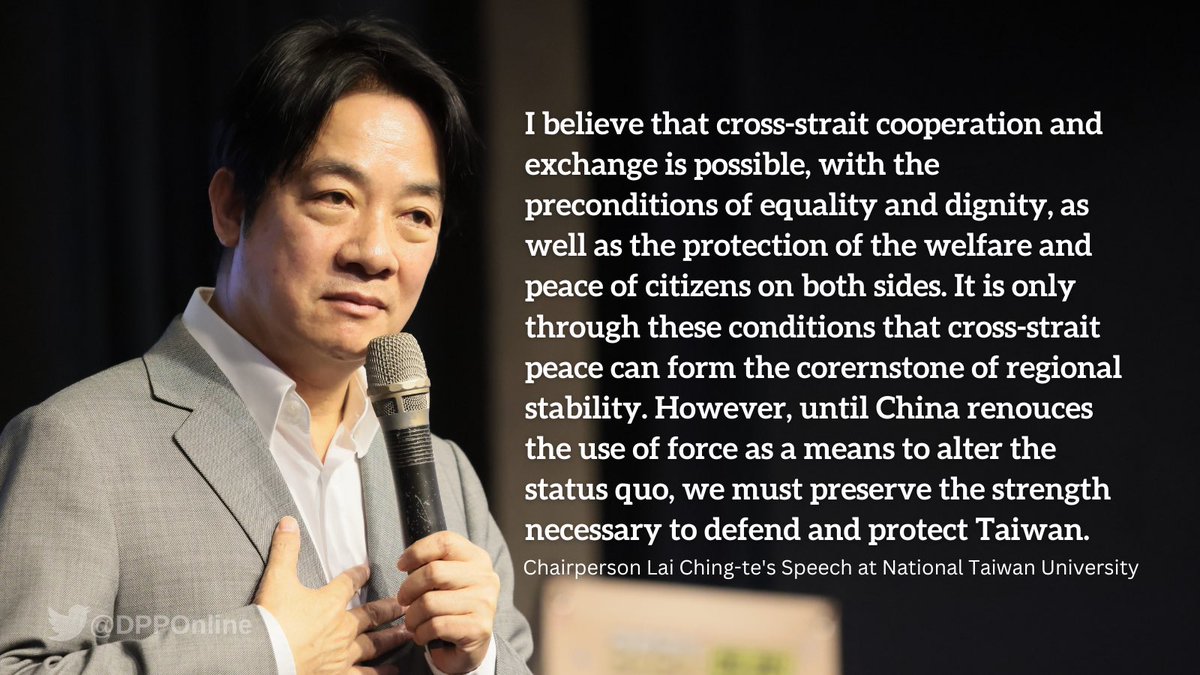 I believe that cross-strait cooperation and
exchange is possible, with the
preconditions of equality and dignity, as
well as the protection of the welfare and
peace of citizens on both sides. It is only
through these conditions that cross-strait
peace can form the corernstone of regional
stability. However, until China renouces
the use of force as a means to alter the
status quo, we must preserve the strength
necessary to defend and protect Taiwan.
Chairperson Lai Ching-te's Speech at National Taiwan University
@DPPOnline